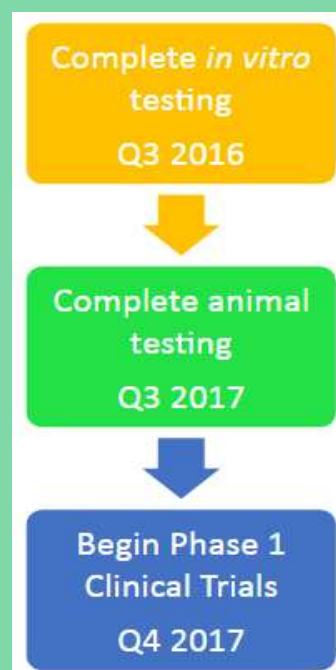 Complete in vitro
testing
Q3 2016
Complete animal
testing
Q3 2017
Begin Phase 1
Clinical Trials
Q4 2017